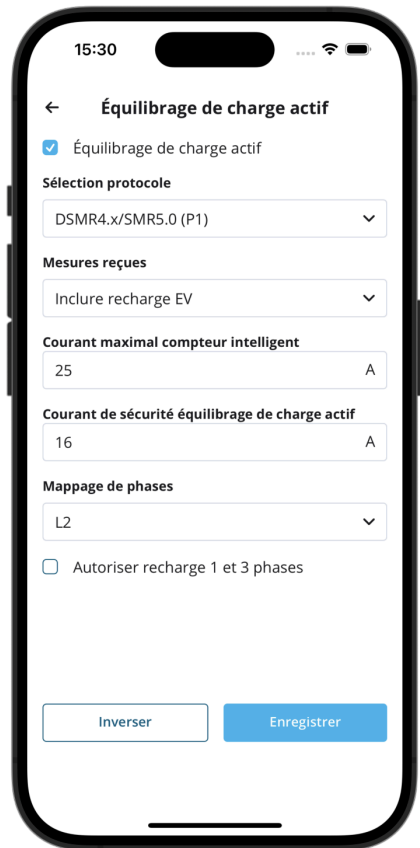 15:30
Équilibrage de charge actif
Équilibrage de charge actif
Sélection protocole
DSMR4.x/SMR5.0 (P1)
Mesures reçues
Inclure recharge EV
Courant maximal compteur intelligent
25 A
Courant de sécurité équilibrage de charge actif
16 A
Mappage de phases
L2
Autoriser recharge 1 et 3 phases
Inverser Enregistrer